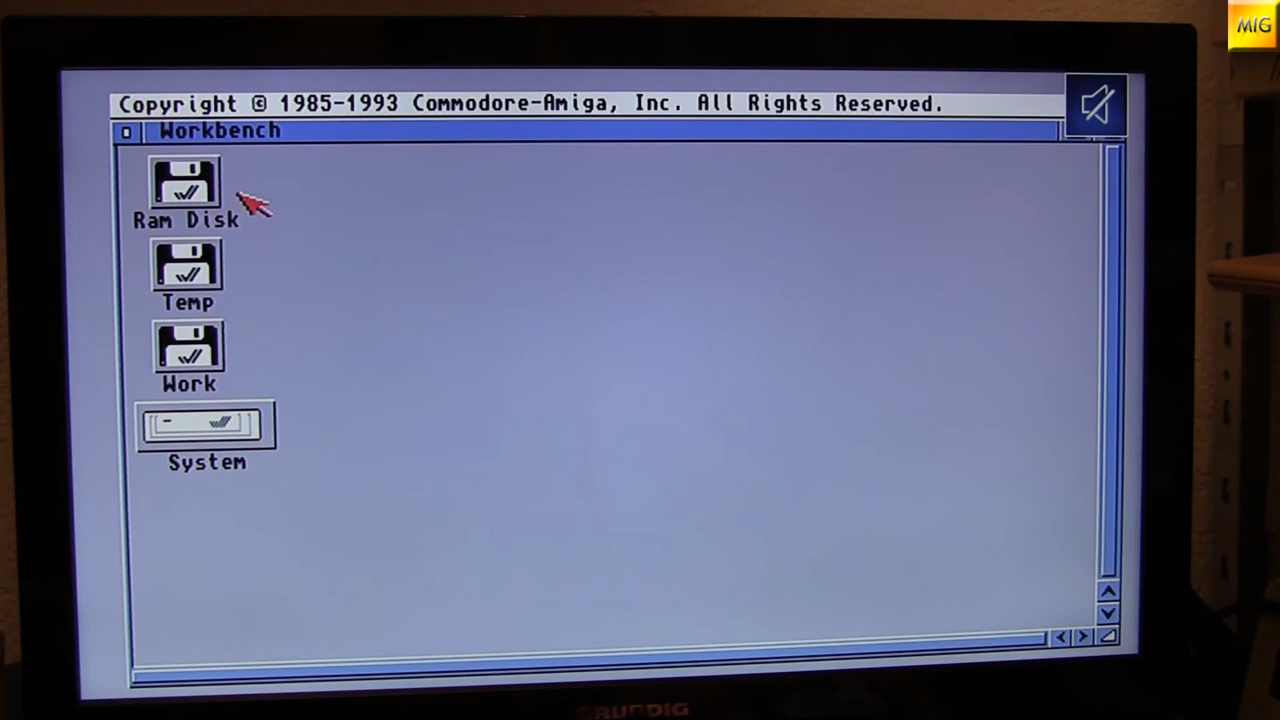 MIG
Copyright © 1985-1993 Commodore-Amiga, Inc. All Rights Reserved.
Workbench
Ram Disk
Temp
Work
System
GRUNDIG